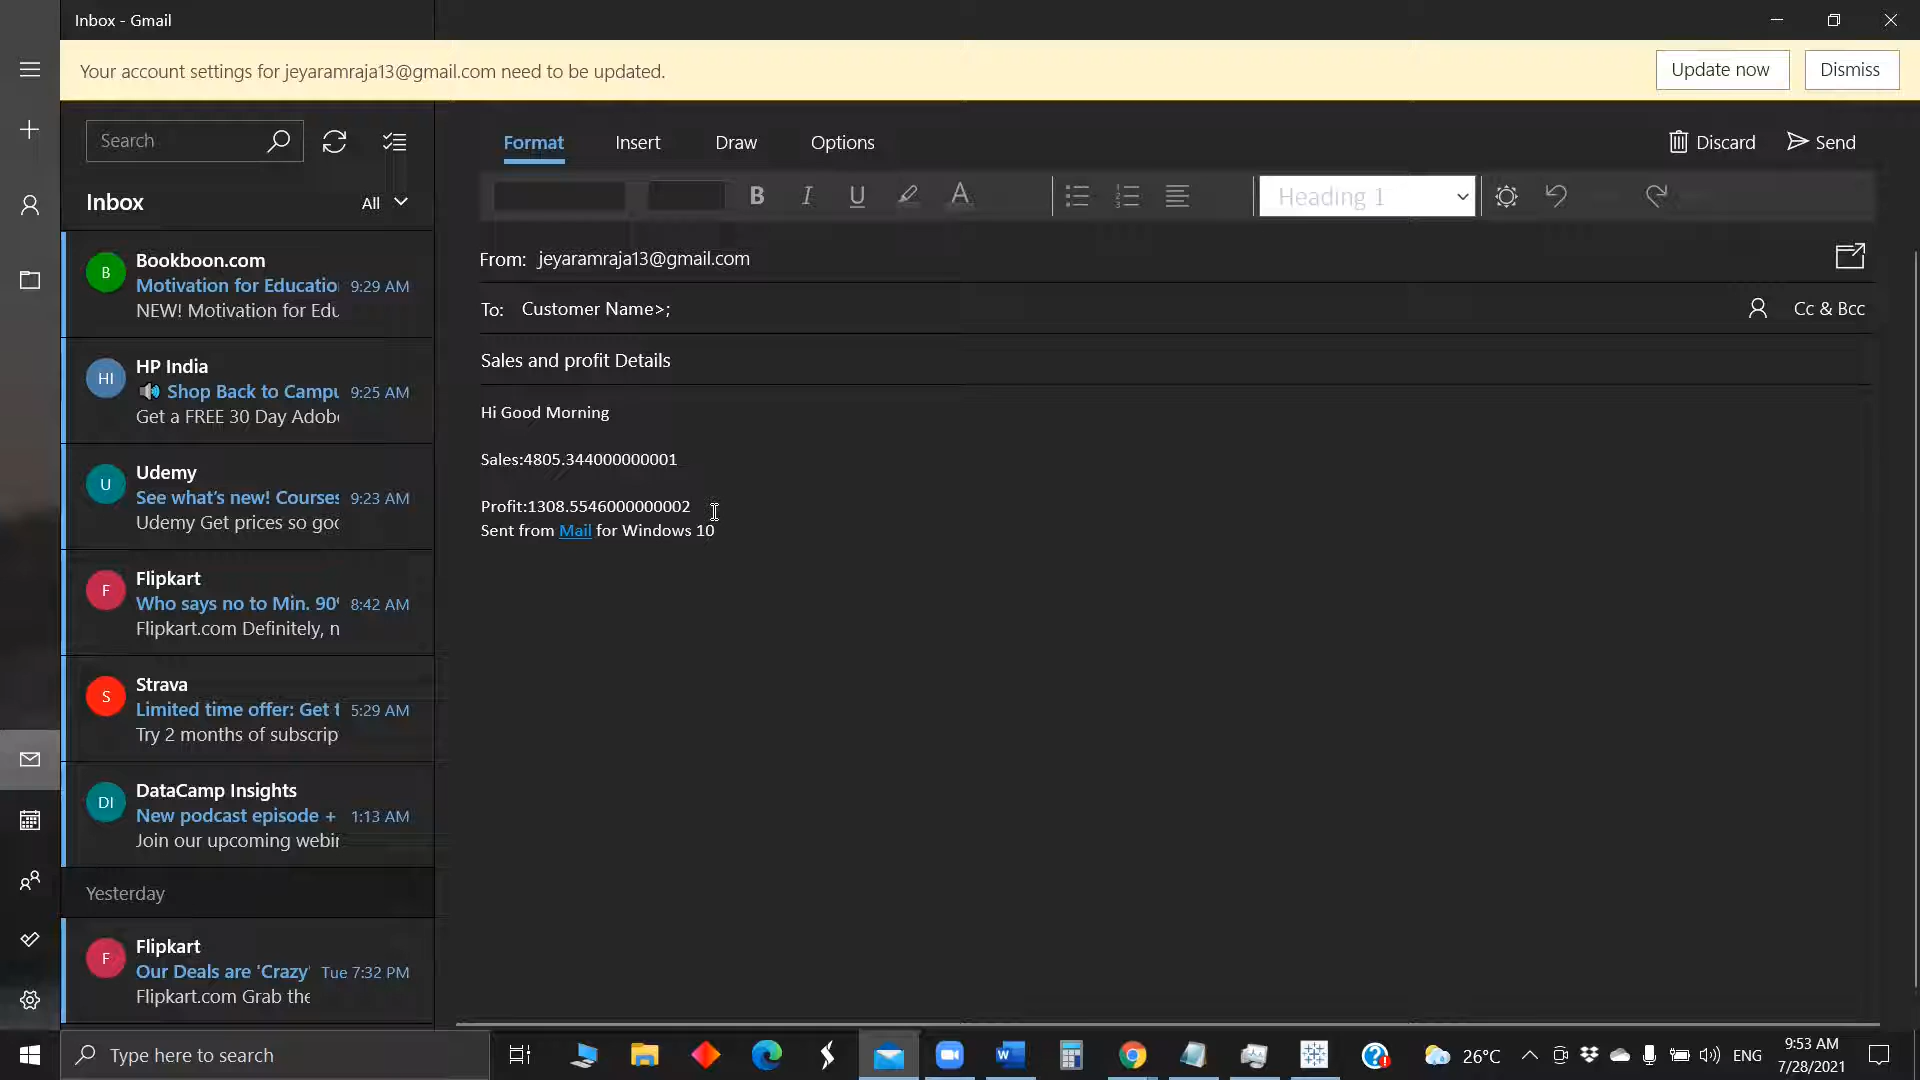 Inbox - Gmail
Your account settings for jeyaramraja13@gmail.com need to be updated.
Update now
Dismiss
Search
Inbox
All
B
Bookboon.com
Motivation for Educatio
9:29 AM
NEW! Motivation for Edu
HI
HP India
Shop Back to Campu
9:25 AM
Get a FREE 30 Day Adob
U
Udemy
See what's new! Courses
9:23 AM
Udemy Get prices so goo
F
Flipkart
Who says no to Min. 90%
8:42 AM
Flipkart.com Definitely, n
S
Strava
Limited time offer: Get t
5:29 AM
Try 2 months of subscrip
DI
DataCamp Insights
New podcast episode +
1:13 AM
Join our upcoming webin
Yesterday
F
Flipkart
Our Deals are 'Crazy'
Tue 7:32 PM
Flipkart.com Grab the
Format
Insert
Draw
Options
Discard
Send
B
I
U
A
Heading 1
From: jeyaramraja13@gmail.com
To: Customer Name>;
Cc & Bcc
Sales and profit Details
Hi Good Morning
Sales:4805.344000000001
Profit:1308.5546000000002
Sent from Mail for Windows 10
Type here to search
26°C
ENG
9:53 AM
7/28/2021